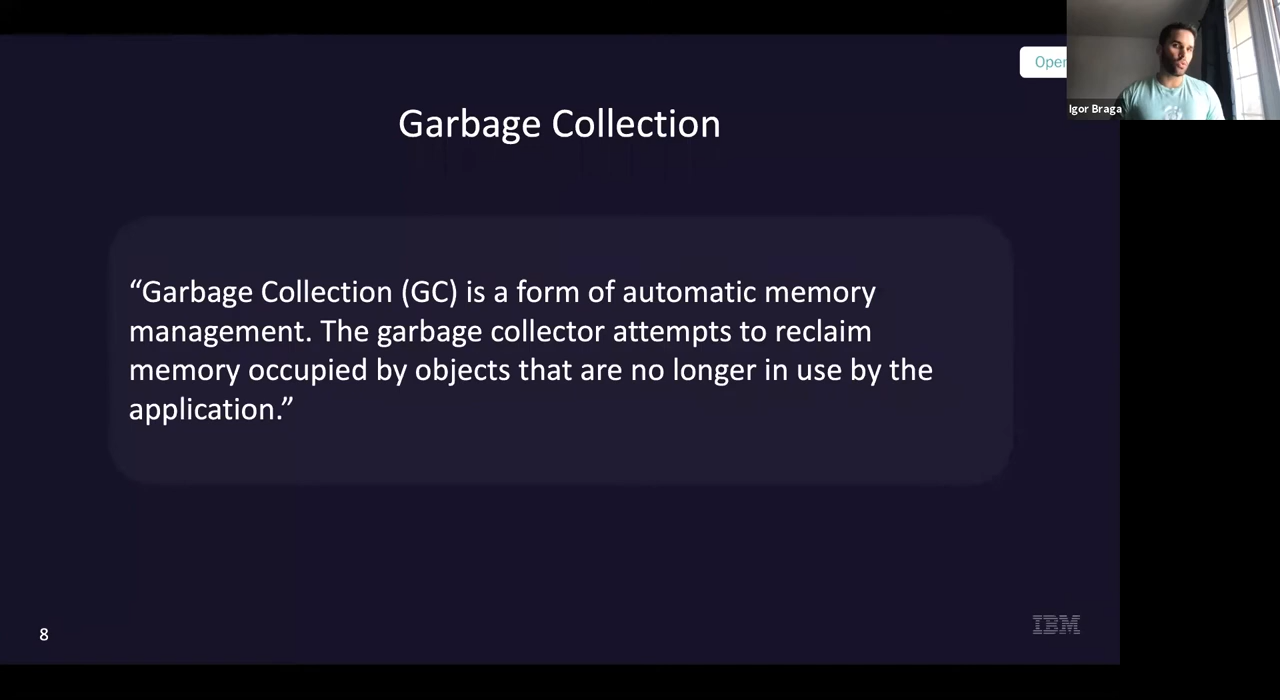 Oper
Igor Braga
Garbage Collection
“Garbage Collection (GC) is a form of automatic memory
management. The garbage collector attempts to reclaim
memory occupied by objects that are no longer in use by the
application.”
8
IBM